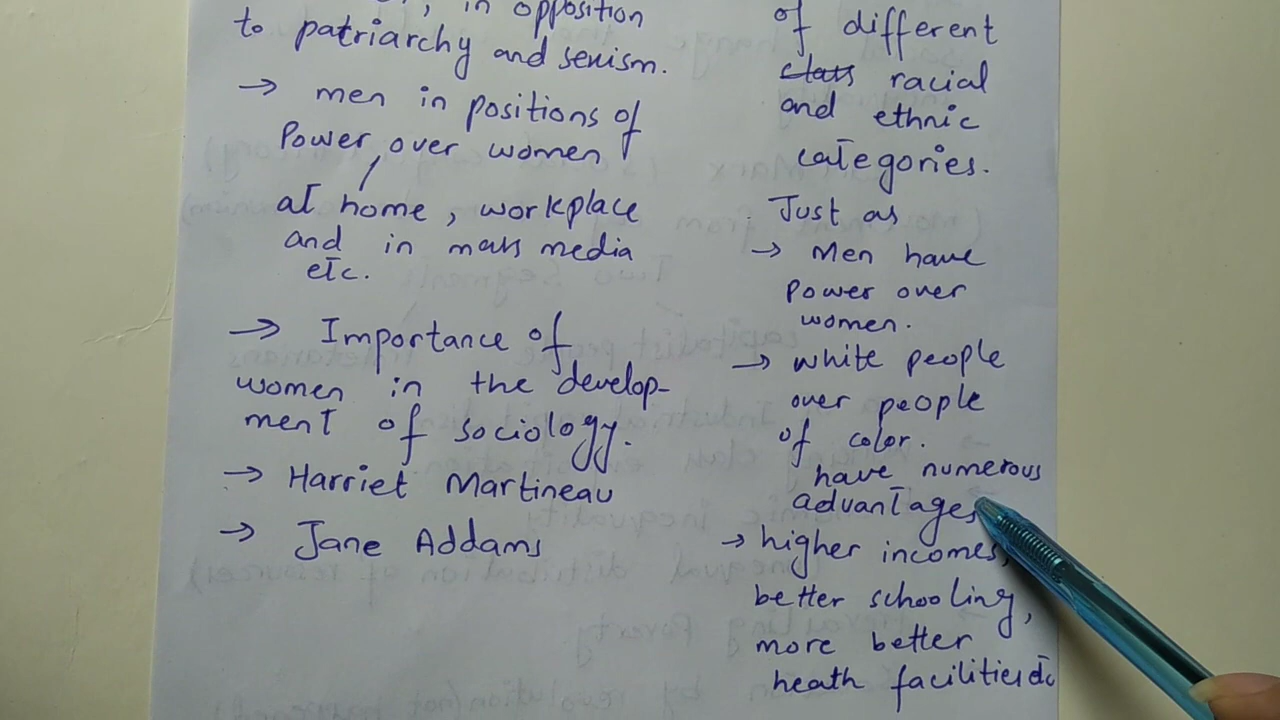 in opposition
to patriarchy and sexism.
→ men in positions of
Power over women
at home, workplace
and in mass media
etc.
→ Importance of
women in the develop-
ment of sociology.
→ Harriet Martineau
→ Jane Addams
of different
class racial
and ethnic
categories.
Just as
→ Men have
power over
women.
→ white people
over people
of color.
have numerous
advantages
→ higher incomes,
better schooling,
more better
heath facilities etc